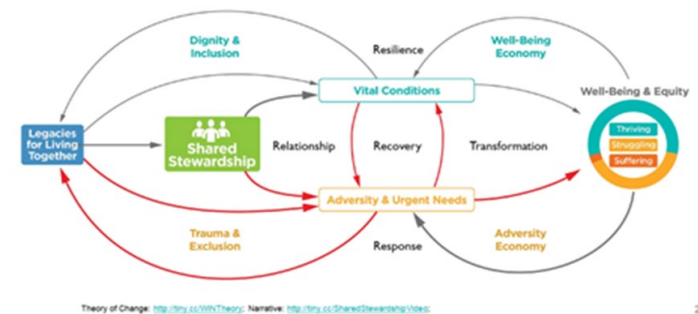 Dignity &
Inclusion
Resilience
Well-Being
Economy
Vital Conditions
Well-Being & Equity
Legacies
for Living
Together
Shared
Stewardship
Relationship
Recovery
Transformation
Thriving
Struggling
Suffering
Adversity & Urgent Needs
Trauma
& Exclusion
Response
Adversity
Economy
Theory of Change: http://tiny.cc/WINTheory; Narrative: http://tiny.cc/SharedStewardshipVideo;